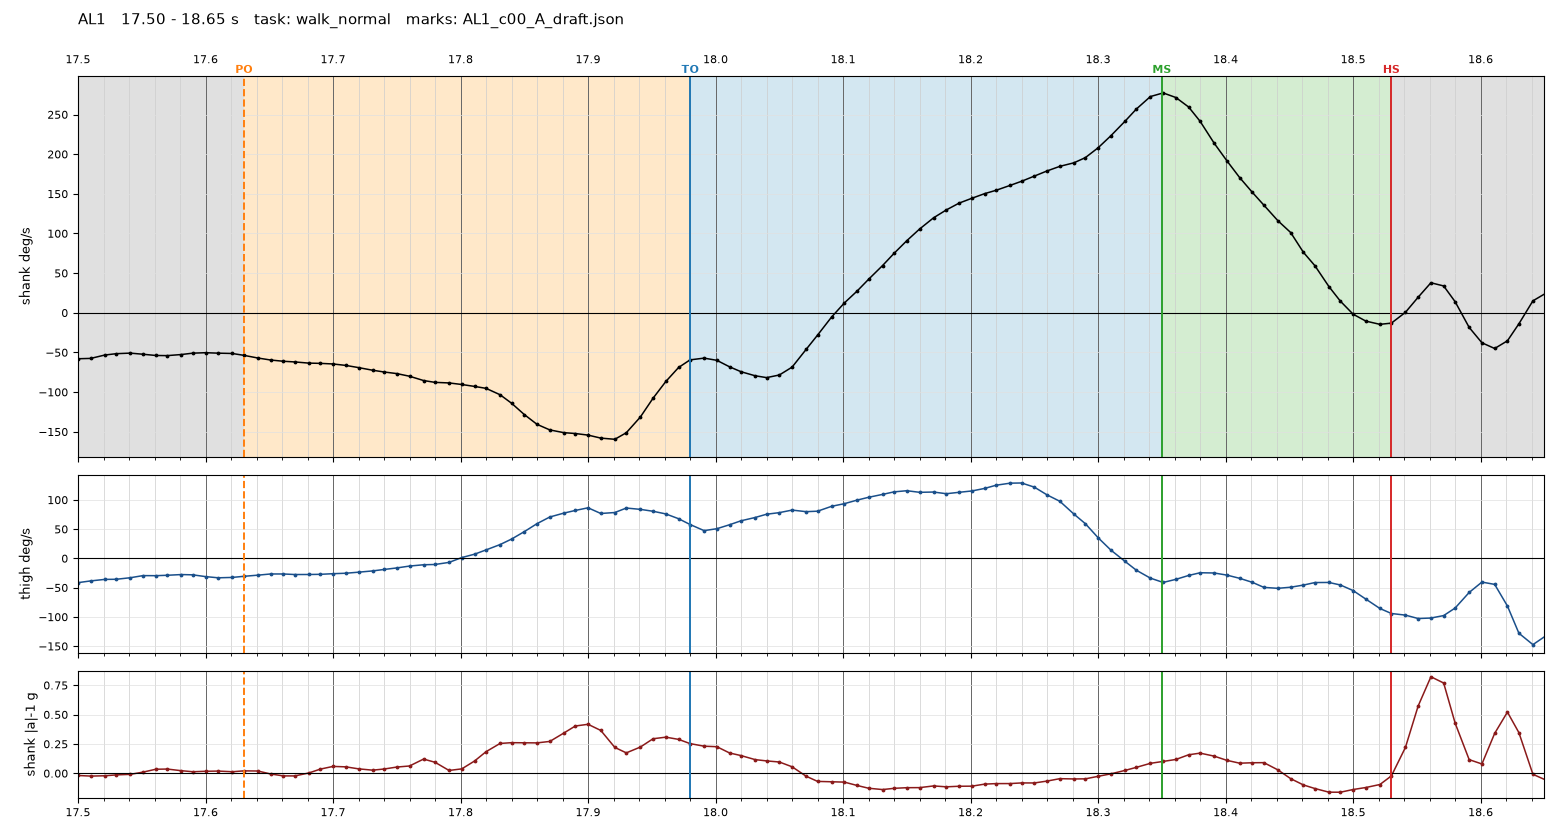 AL1   17.50 - 18.65 s   task: walk_normal   marks: AL1_c00_A_draft.json
17.5 17.6 17.7 17.8 17.9 18.0 18.1 18.2 18.3 18.4 18.5 18.6
PO TO MS HS
250
200
150
100
50
0
−50
−100
−150
shank deg/s
100
50
0
−50
−100
−150
thigh deg/s
0.75
0.50
0.25
0.00
shank |a|-1 g
17.5 17.6 17.7 17.8 17.9 18.0 18.1 18.2 18.3 18.4 18.5 18.6